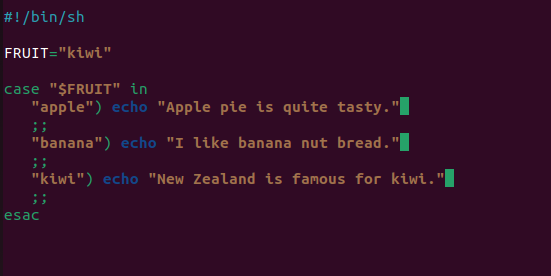 #!/bin/sh
FRUIT="kiwi"
case "$FRUIT" in
   "apple") echo "Apple pie is quite tasty."
   ;;
   "banana") echo "I like banana nut bread."
   ;;
   "kiwi") echo "New Zealand is famous for kiwi."
   ;;
esac